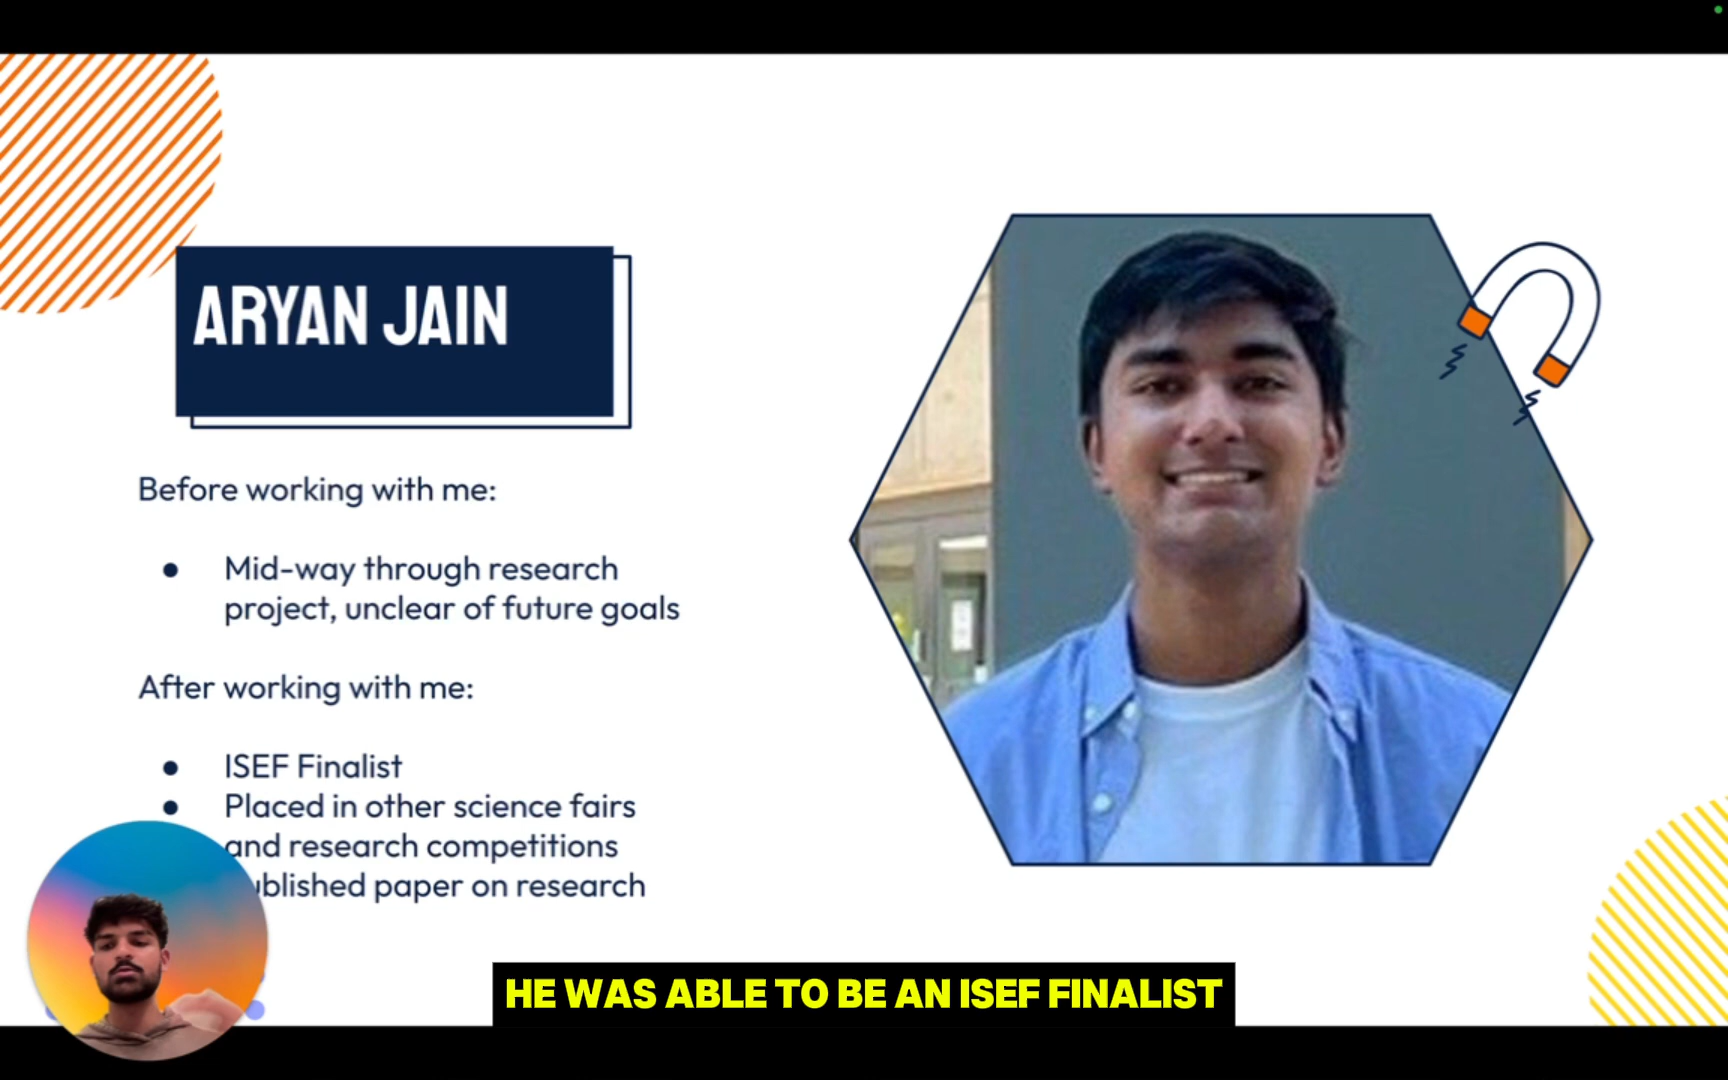 ARYAN JAIN
Before working with me:
● Mid-way through research
project, unclear of future goals
After working with me:
● ISEF Finalist
● Placed in other science fairs
and research competitions
paper on research
HE WAS ABLE TO BE AN ISEF FINALIST